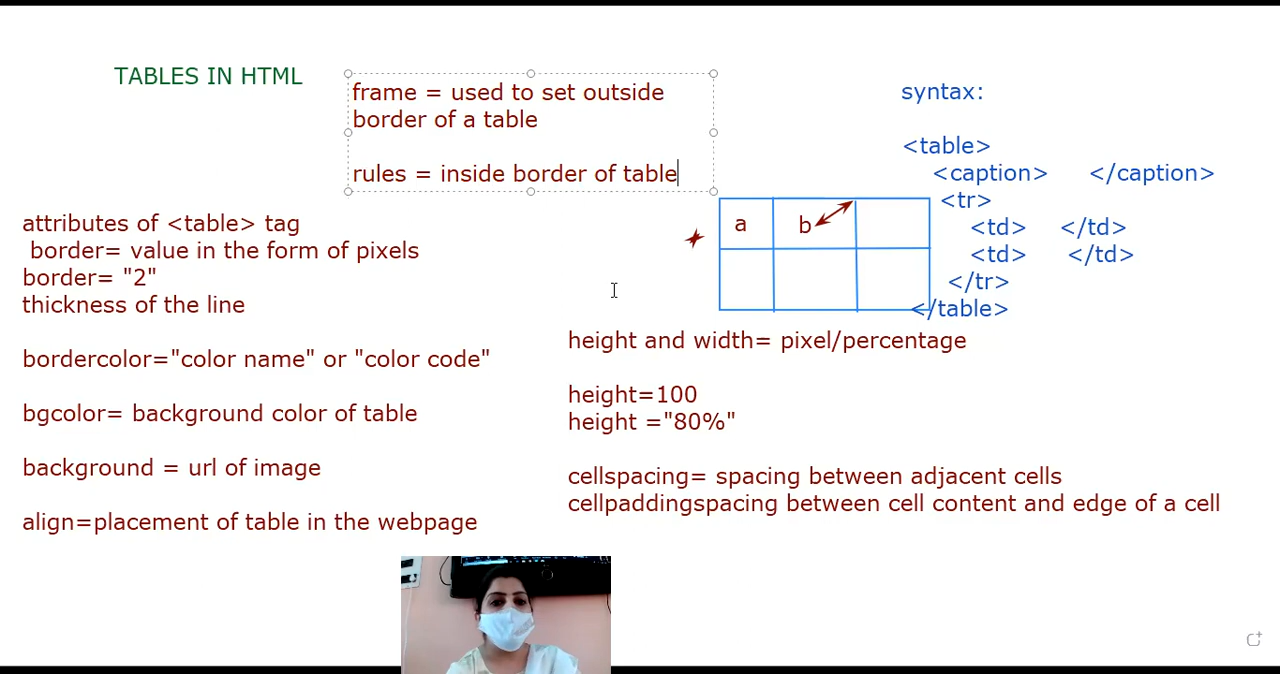 TABLES IN HTML
frame = used to set outside
border of a table
rules = inside border of table
attributes of <table> tag
border= value in the form of pixels
border= "2"
thickness of the line
bordercolor="color name" or "color code"
bgcolor= background color of table
background = url of image
align=placement of table in the webpage
a
b
syntax:
<table>
<caption> </caption>
<tr>
<td> </td>
<td> </td>
</tr>
</table>
height and width= pixel/percentage
height=100
height ="80%"
cellspacing= spacing between adjacent cells
cellpaddingspacing between cell content and edge of a cell